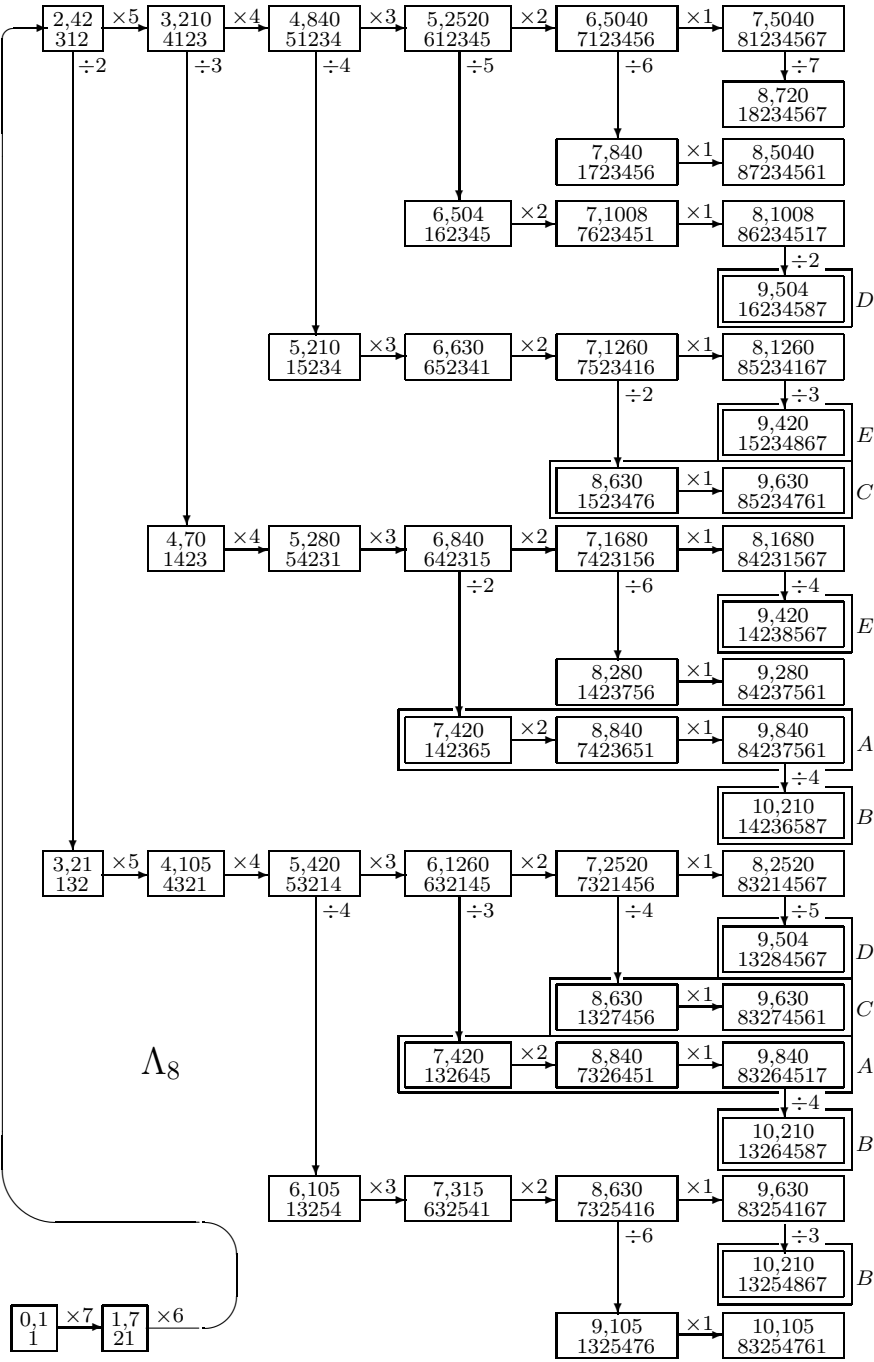 2,42 ×5 3,210 ×4 4,840 ×3 5,2520 ×2 6,5040 ×1 7,5040
312 4123 51234 612345 7123456 81234567
÷2 ÷3 ÷4 ÷5 ÷6 ÷7
8,720
18234567
7,840 ×1 8,5040
1723456 87234561
6,504 ×2 7,1008 ×1 8,1008
162345 7623451 86234517
÷2
9,504
16234587 D
5,210 ×3 6,630 ×2 7,1260 ×1 8,1260
15234 652341 7523416 85234167
÷2 ÷3
9,420
15234867 E
8,630 ×1 9,630
1523476 85234761 C
4,70 ×4 5,280 ×3 6,840 ×2 7,1680 ×1 8,1680
1423 54231 642315 7423156 84231567
÷2 ÷6 ÷4
9,420
14238567 E
8,280 ×1 9,280
1423756 84237561
7,420 ×2 8,840 ×1 9,840
142365 7423651 84237561 A
÷4
10,210
14236587 B
3,21 ×5 4,105 ×4 5,420 ×3 6,1260 ×2 7,2520 ×1 8,2520
132 4321 53214 632145 7321456 83214567
÷4 ÷3 ÷4 ÷5
9,504
13284567 D
8,630 ×1 9,630
1327456 83274561 C
7,420 ×2 8,840 ×1 9,840
132645 7326451 83264517 A
Λ8
÷4
10,210
13264587 B
6,105 ×3 7,315 ×2 8,630 ×1 9,630
13254 632541 7325416 83254167
÷6 ÷3
10,210
13254867 B
0,1 ×7 1,7 ×6
1 21
9,105 ×1 10,105
1325476 83254761